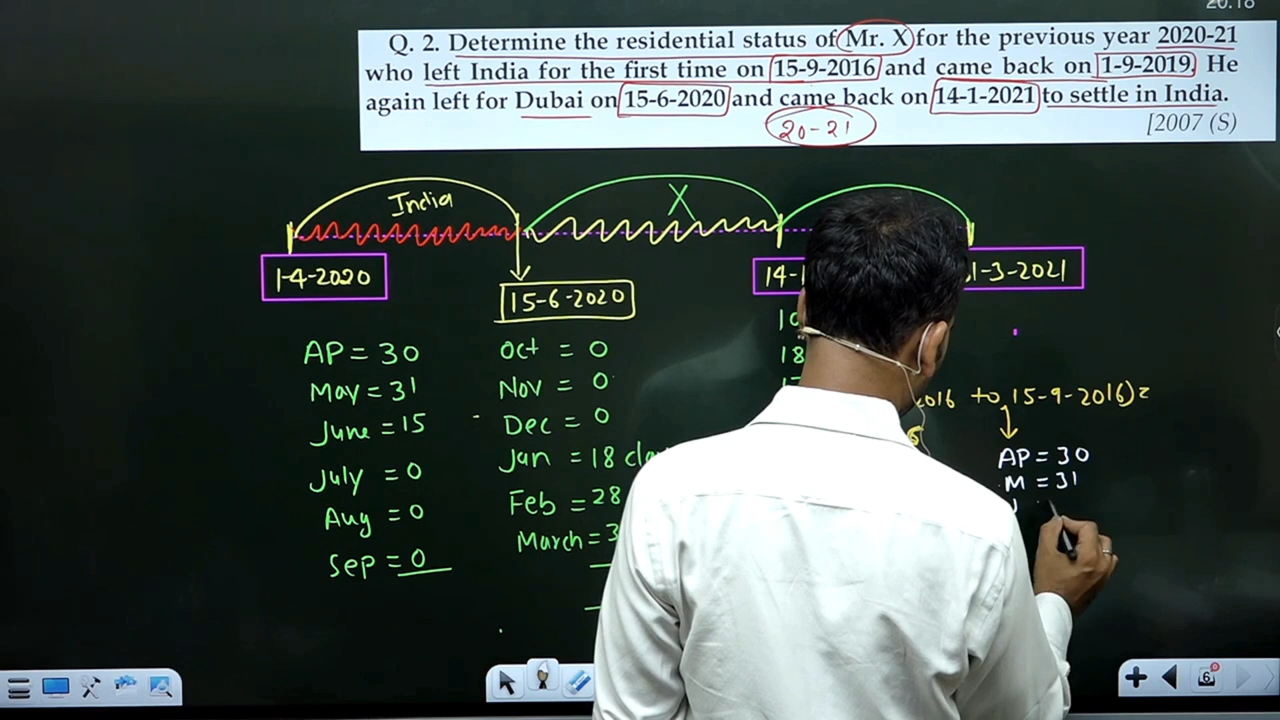 Q. 2. Determine the residential status of Mr. X for the previous year 2020-21
who left India for the first time on 15-9-2016 and came back on 1-9-2019. He
again left for Dubai on 15-6-2020 and came back on 14-1-2021 to settle in India.
20-21
[2007 (S)
India
X
1-4-2020
15-6-2020
14-1
1-3-2021
AP = 30
May = 31
June = 15
July = 0
Aug = 0
Sep = 0
Oct = 0
Nov = 0
Dec = 0
Jan = 18
Feb = 28
March = 3
10
18
016 to 15-9-2016) =
AP = 30
M = 31
J
6